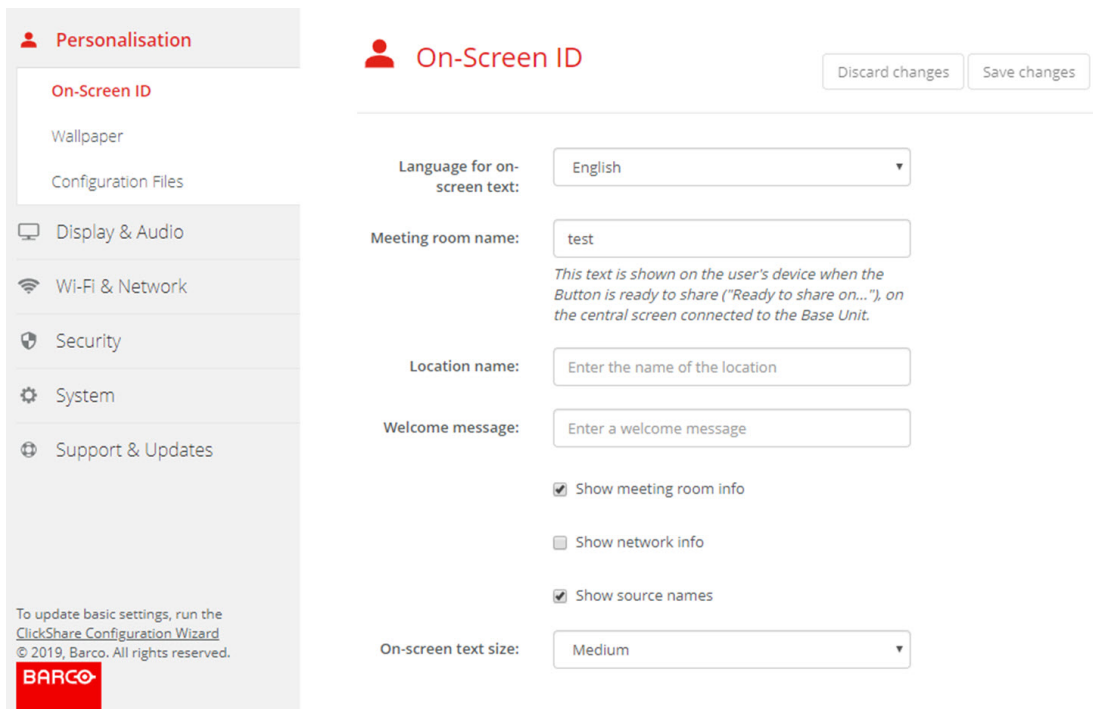 Personalisation
On-Screen ID
Wallpaper
Configuration Files
Display & Audio
Wi-Fi & Network
Security
System
Support & Updates
To update basic settings, run the
ClickShare Configuration Wizard
© 2019, Barco. All rights reserved.
BARCO
On-Screen ID
Discard changes
Save changes
Language for on-
screen text:
English
Meeting room name:
test
This text is shown on the user's device when the
Button is ready to share ("Ready to share on..."), on
the central screen connected to the Base Unit.
Location name:
Enter the name of the location
Welcome message:
Enter a welcome message
Show meeting room info
Show network info
Show source names
On-screen text size:
Medium